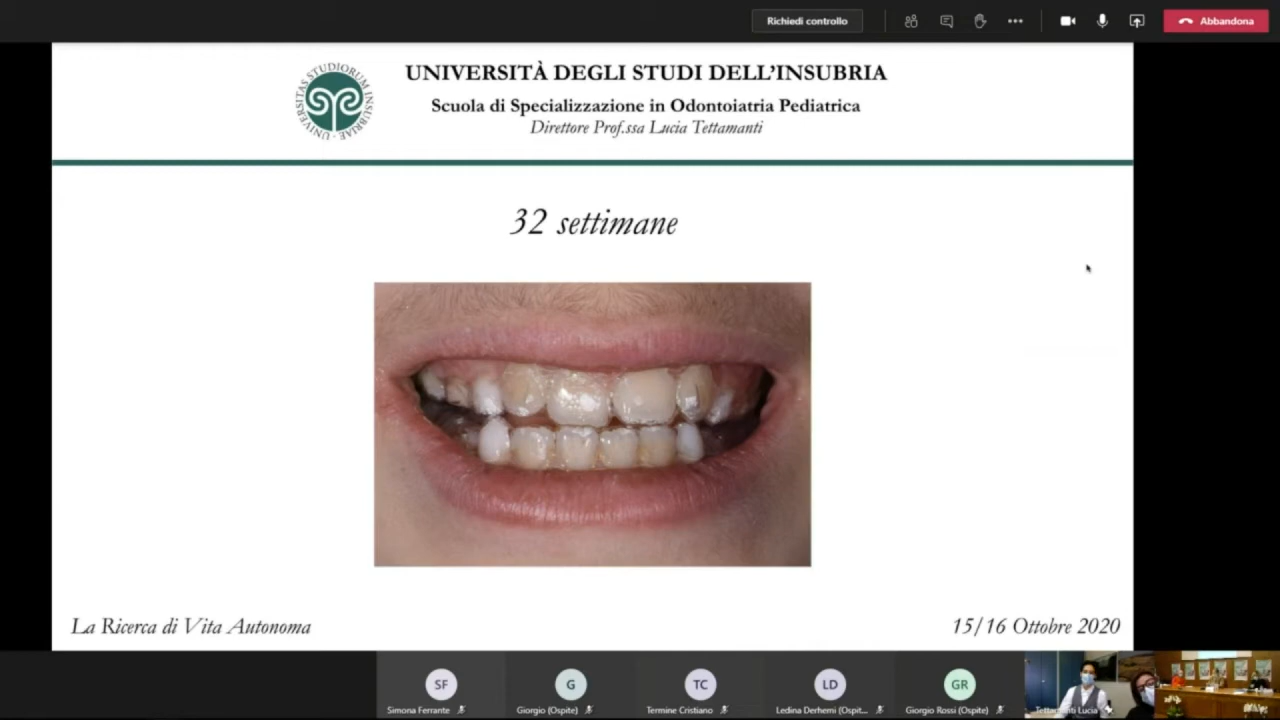 Richiedi controllo
Abbandona
UNIVERSITAS STUDIORUM INSUBRIAE
UNIVERSITÀ DEGLI STUDI DELL'INSUBRIA
Scuola di Specializzazione in Odontoiatria Pediatrica
Direttore Prof.ssa Lucia Tettamanti
32 settimane
La Ricerca di Vita Autonoma
15/16 Ottobre 2020
SF
G
TC
LD
GR
Simona Ferrante
Giorgio (Ospite)
Termine Cristiano
Ledina Derhemi (Ospit...
Giorgio Rossi (Ospite)
Tettamanti Lucia